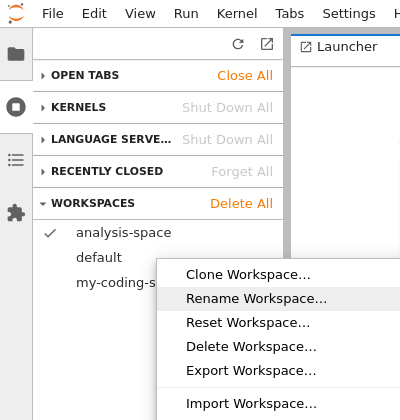 File Edit View Run Kernel Tabs Settings
OPEN TABS Close All
KERNELS Shut Down All
LANGUAGE SERVE... Shut Down All
RECENTLY CLOSED Forget All
WORKSPACES Delete All
analysis-space
default
my-coding-s
Launcher
Clone Workspace...
Rename Workspace...
Reset Workspace...
Delete Workspace...
Export Workspace...
Import Workspace...